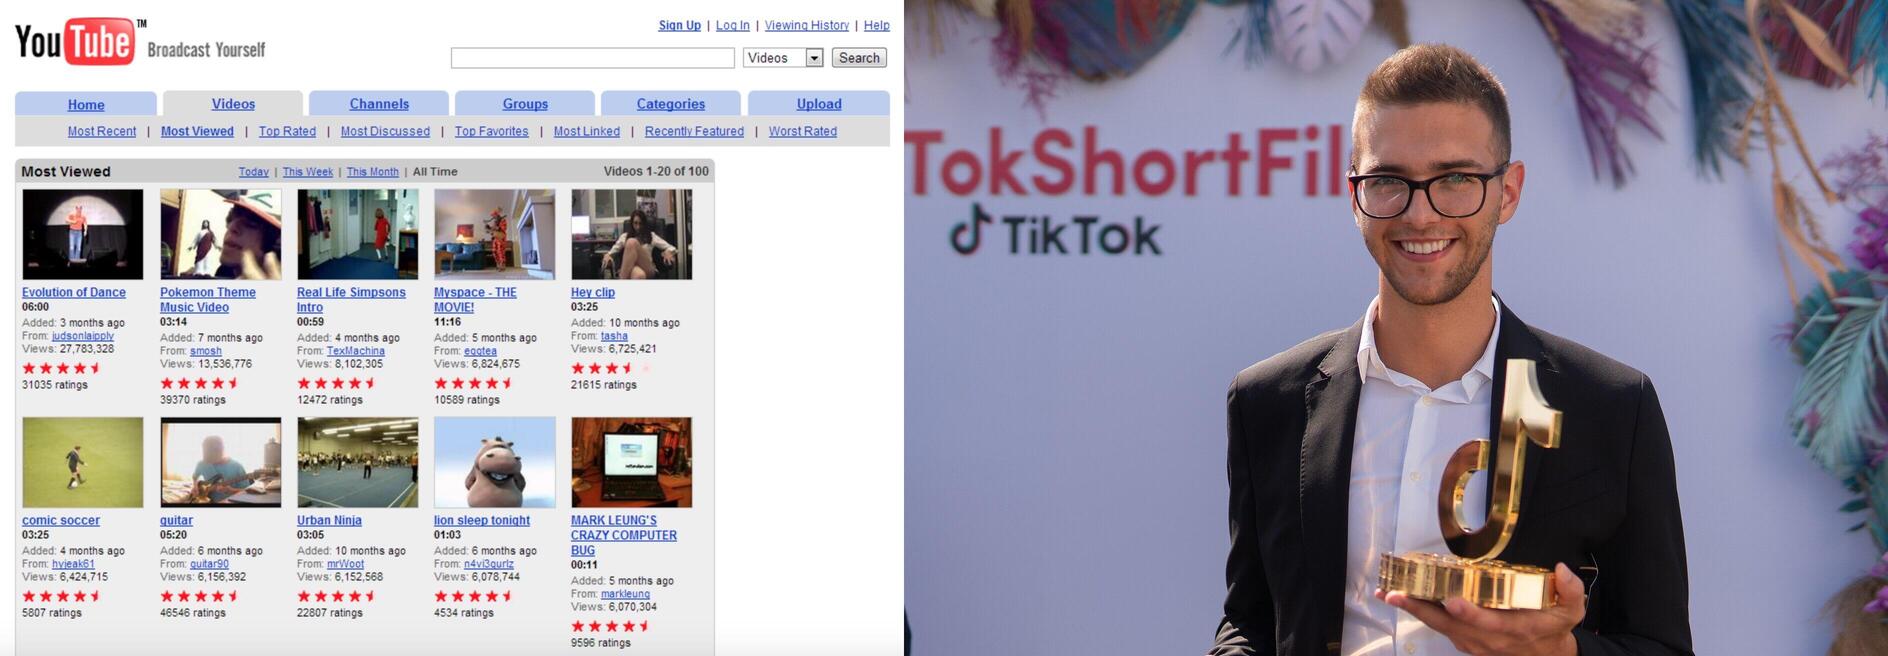 YouTube™
Broadcast Yourself
Sign Up | Log In | Viewing History | Help
Videos Search
Home Videos Channels Groups Categories Upload
Most Recent | Most Viewed | Top Rated | Most Discussed | Top Favorites | Most Linked | Recently Featured | Worst Rated
Most Viewed Today | This Week | This Month | All Time Videos 1-20 of 100
Evolution of Dance
06:00
Added: 3 months ago
From: judsonlaipply
Views: 27,783,328
31035 ratings
Pokemon Theme
Music Video
03:14
Added: 7 months ago
From: smosh
Views: 13,536,776
39370 ratings
Real Life Simpsons
Intro
00:59
Added: 4 months ago
From: TexMachina
Views: 8,102,305
12472 ratings
Myspace - THE
MOVIE!
11:16
Added: 5 months ago
From: eggtea
Views: 6,824,675
10589 ratings
Hey clip
03:25
Added: 10 months ago
From: tasha
Views: 6,725,421
21615 ratings
comic soccer
03:25
Added: 4 months ago
From: hvjeak61
Views: 6,424,715
5807 ratings
guitar
05:20
Added: 6 months ago
From: guitar90
Views: 6,156,392
46546 ratings
Urban Ninja
03:05
Added: 10 months ago
From: mrWoot
Views: 6,152,568
22807 ratings
lion sleep tonight
01:03
Added: 6 months ago
From: n4vi3gurlz
Views: 6,078,744
4534 ratings
MARK LEUNG'S
CRAZY COMPUTER
BUG
00:11
Added: 5 months ago
From: markleung
Views: 6,070,304
9596 ratings
TokShortFil
TikTok